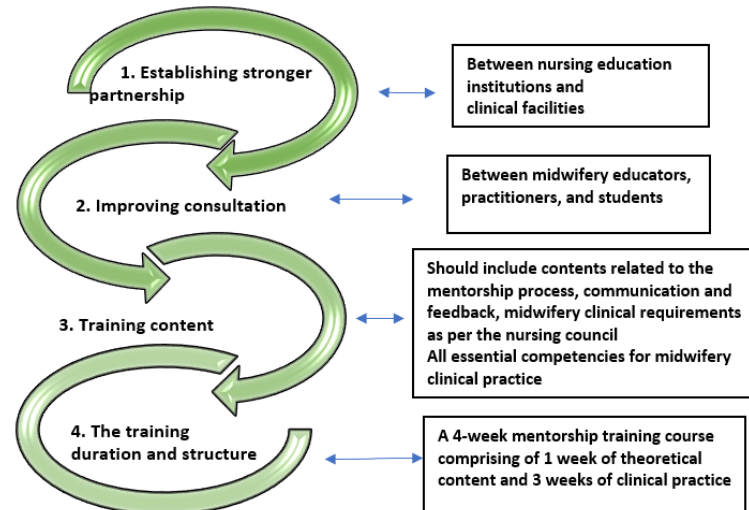 1. Establishing stronger
partnership
Between nursing education
institutions and
clinical facilities
2. Improving consultation
Between midwifery educators,
practitioners, and students
3. Training content
Should include contents related to the
mentorship process, communication and
feedback, midwifery clinical requirements
as per the nursing council
All essential competencies for midwifery
clinical practice
4. The training
duration and structure
A 4-week mentorship training course
comprising of 1 week of theoretical
content and 3 weeks of clinical practice